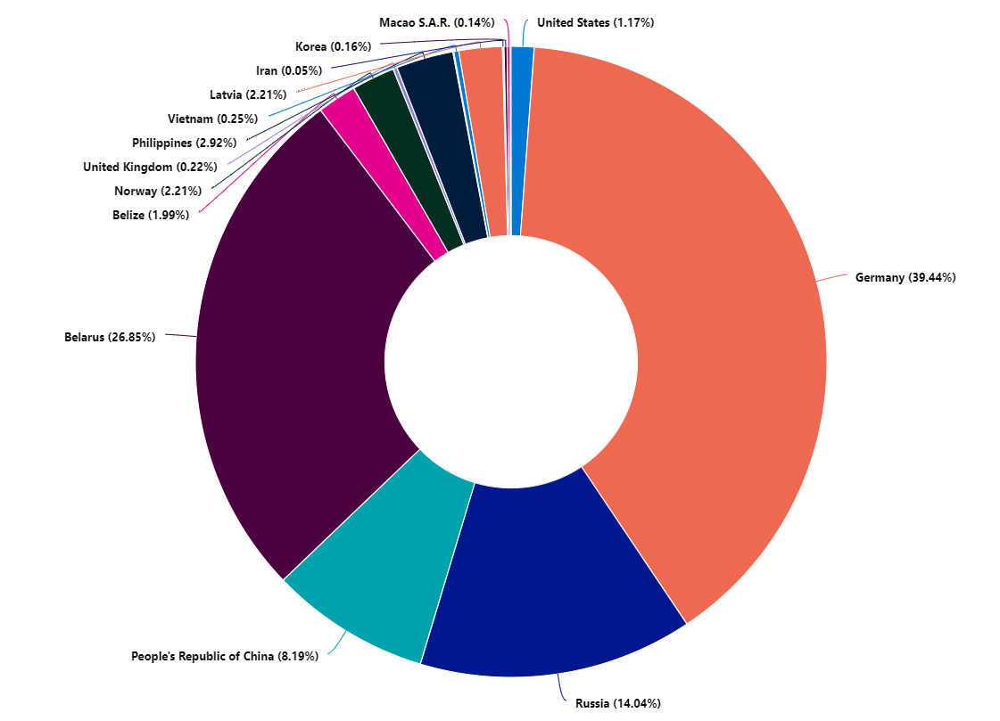 Macao S.A.R. (0.14%)
United States (1.17%)
Korea (0.16%)
Iran (0.05%)
Latvia (2.21%)
Vietnam (0.25%)
Philippines (2.92%)
United Kingdom (0.22%)
Norway (2.21%)
Belize (1.99%)
Germany (39.44%)
Belarus (26.85%)
People's Republic of China (8.19%)
Russia (14.04%)